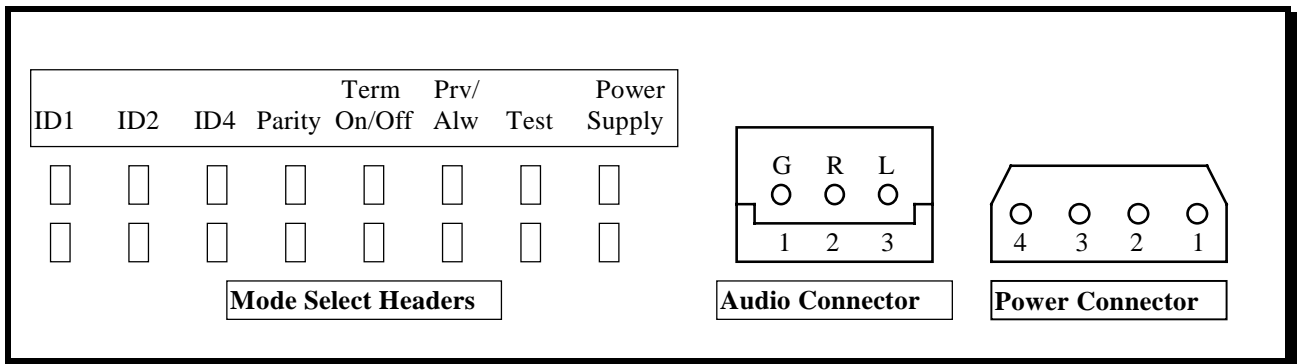 Term Prv/ Power
ID1 ID2 ID4 Parity On/Off Alw Test Supply
G R L
1 2 3
4 3 2 1
Mode Select Headers
Audio Connector
Power Connector